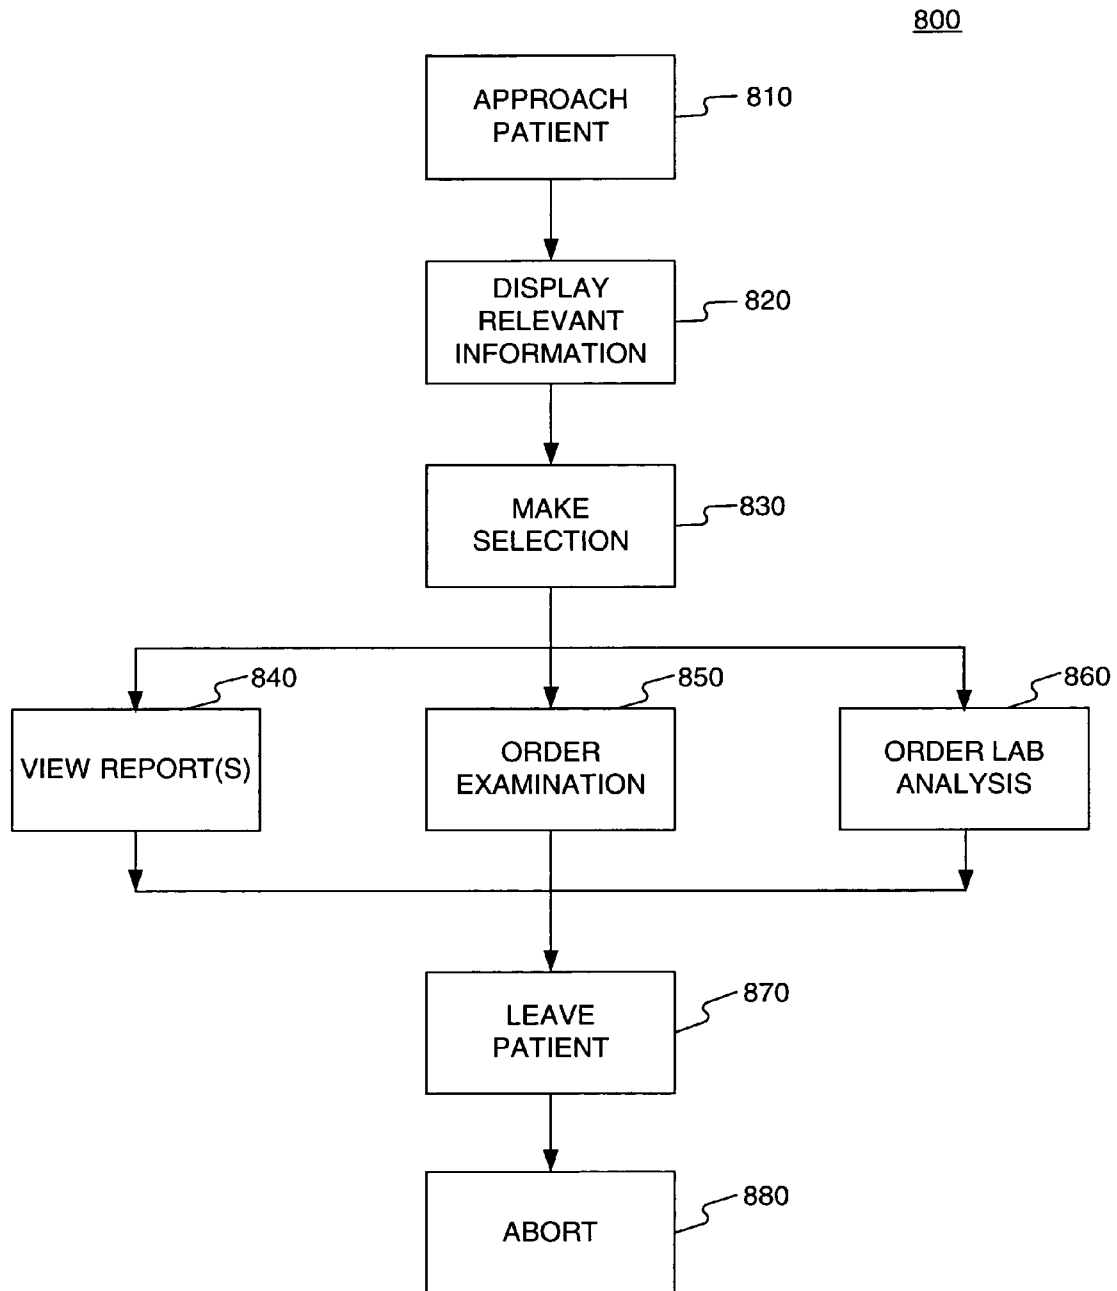 800
APPROACH
PATIENT
810
DISPLAY
RELEVANT
INFORMATION
820
MAKE
SELECTION
830
840
VIEW REPORT(S)
850
ORDER
EXAMINATION
860
ORDER LAB
ANALYSIS
LEAVE
PATIENT
870
ABORT
880